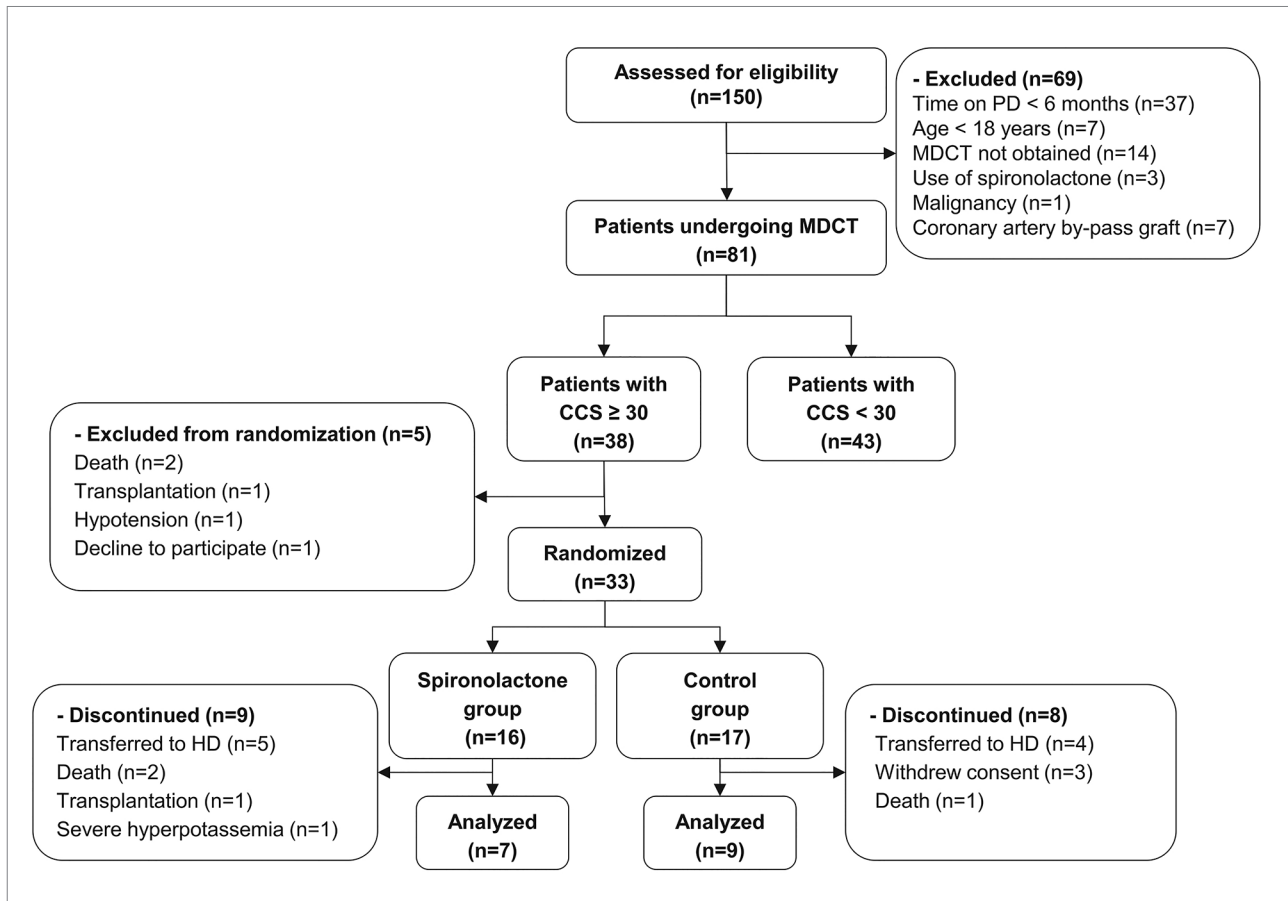 Assessed for eligibility
(n=150)
- Excluded (n=69)
Time on PD < 6 months (n=37)
Age < 18 years (n=7)
MDCT not obtained (n=14)
Use of spironolactone (n=3)
Malignancy (n=1)
Coronary artery by-pass graft (n=7)
Patients undergoing MDCT
(n=81)
Patients with
CCS ≥ 30
(n=38)
Patients with
CCS < 30
(n=43)
- Excluded from randomization (n=5)
Death (n=2)
Transplantation (n=1)
Hypotension (n=1)
Decline to participate (n=1)
Randomized
(n=33)
Spironolactone
group
(n=16)
Control
group
(n=17)
- Discontinued (n=9)
Transferred to HD (n=5)
Death (n=2)
Transplantation (n=1)
Severe hyperpotassemia (n=1)
- Discontinued (n=8)
Transferred to HD (n=4)
Withdrew consent (n=3)
Death (n=1)
Analyzed
(n=7)
Analyzed
(n=9)